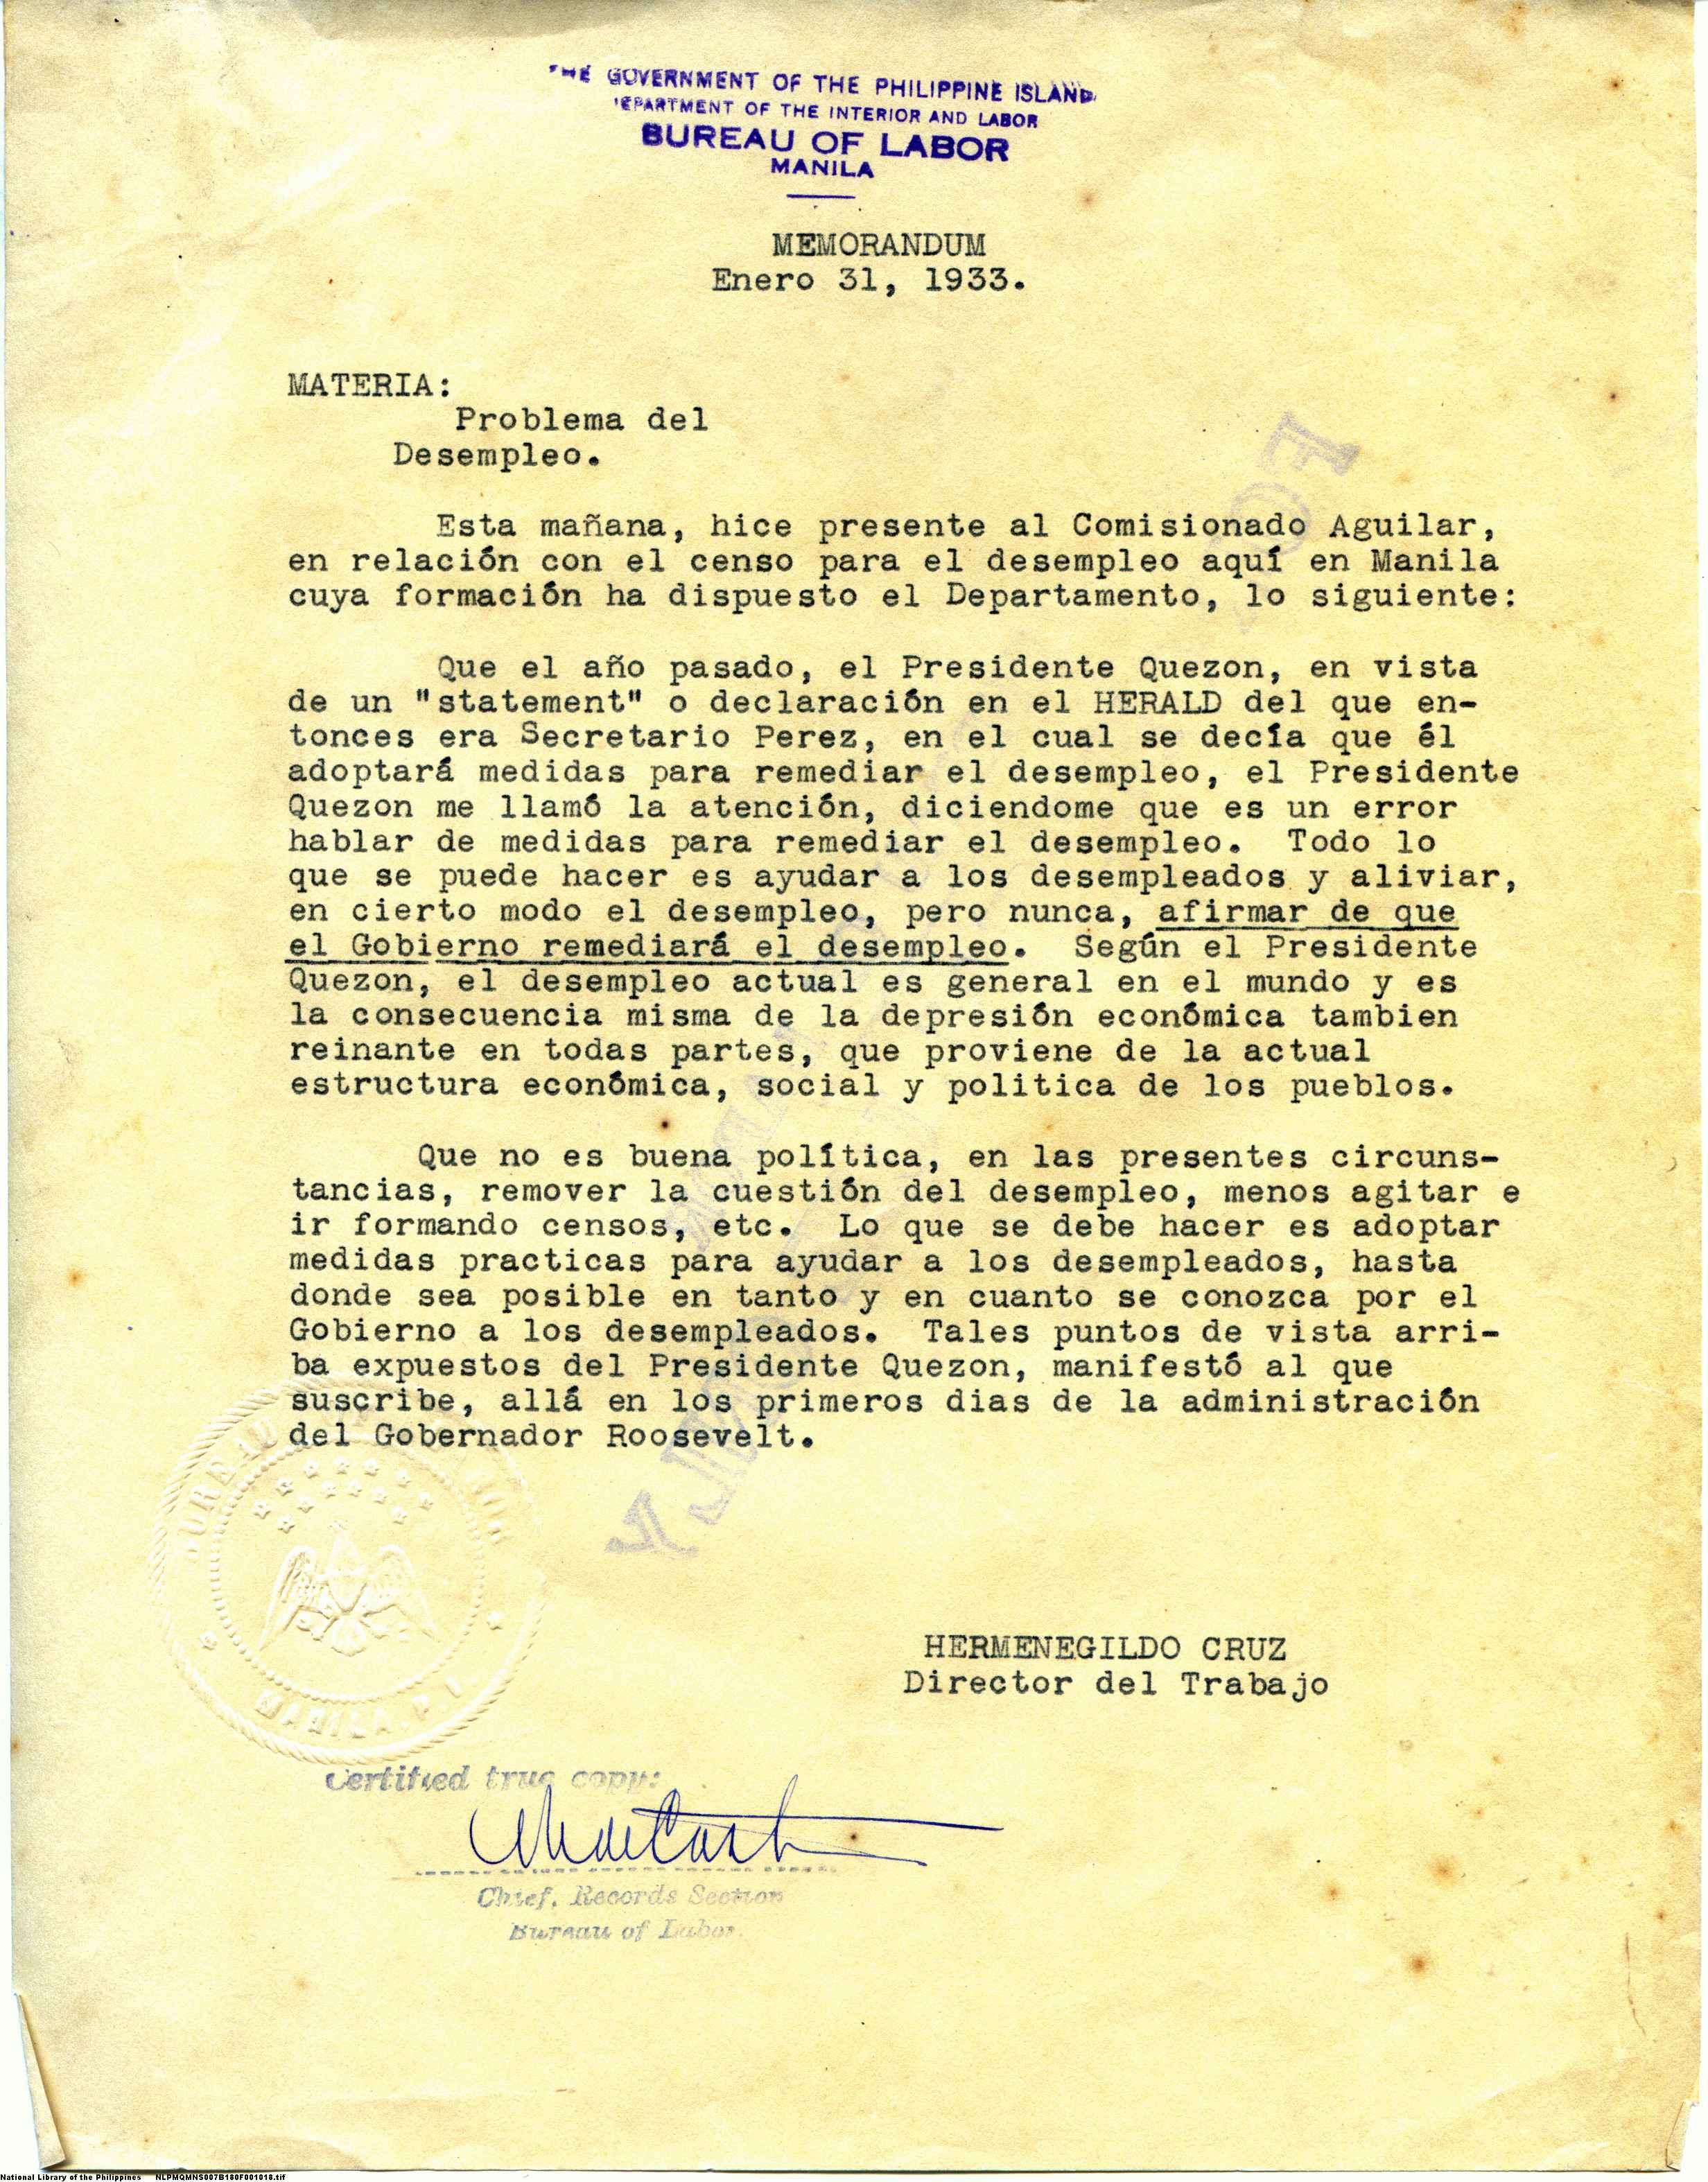 THE GOVERNMENT OF THE PHILIPPINE ISLAND
DEPARTMENT OF THE INTERIOR AND LABOR
BUREAU OF LABOR
MANILA
MEMORANDUM
Enero 31, 1933.
MATERIA:
Problema del
Desempleo.
Esta mañana, hice presente al Comisionado Aguilar,
en relación con el censo para el desempleo aquí en Manila
cuya formación ha dispuesto el Departamento, lo siguiente:
Que el año pasado, el Presidente Quezon, en vista
de un "statement" o declaración en el HERALD del que en-
tonces era Secretario Perez, en el cual se decía que él
adoptará medidas para remediar el desempleo, el Presidente
Quezon me llamó la atención, diciendome que es un error
hablar de medidas para remediar el desempleo. Todo lo
que se puede hacer es ayudar a los desempleados y aliviar,
en cierto modo el desempleo, pero nunca, afirmar de que
el Gobierno remediará el desempleo. Según el Presidente
Quezon, el desempleo actual es general en el mundo y es
la consecuencia misma de la depresión económica tambien
reinante en todas partes, que proviene de la actual
estructura económica, social y politica de los pueblos.
Que no es buena política, en las presentes circuns-
tancias, remover la cuestión del desempleo, menos agitar e
ir formando censos, etc. Lo que se debe hacer es adoptar
medidas practicas para ayudar a los desempleados, hasta
donde sea posible en tanto y en cuanto se conozca por el
Gobierno a los desempleados. Tales puntos de vista arri-
ba expuestos del Presidente Quezon, manifestó al que
suscribe, allá en los primeros dias de la administración
del Gobernador Roosevelt.
HERMENEGILDO CRUZ
Director del Trabajo
MANILA, P.I.
Certified true copy:
Chief, Records Section
Bureau of Labor
National Library of the Philippines NLPMQMNS007B180F001018.tif